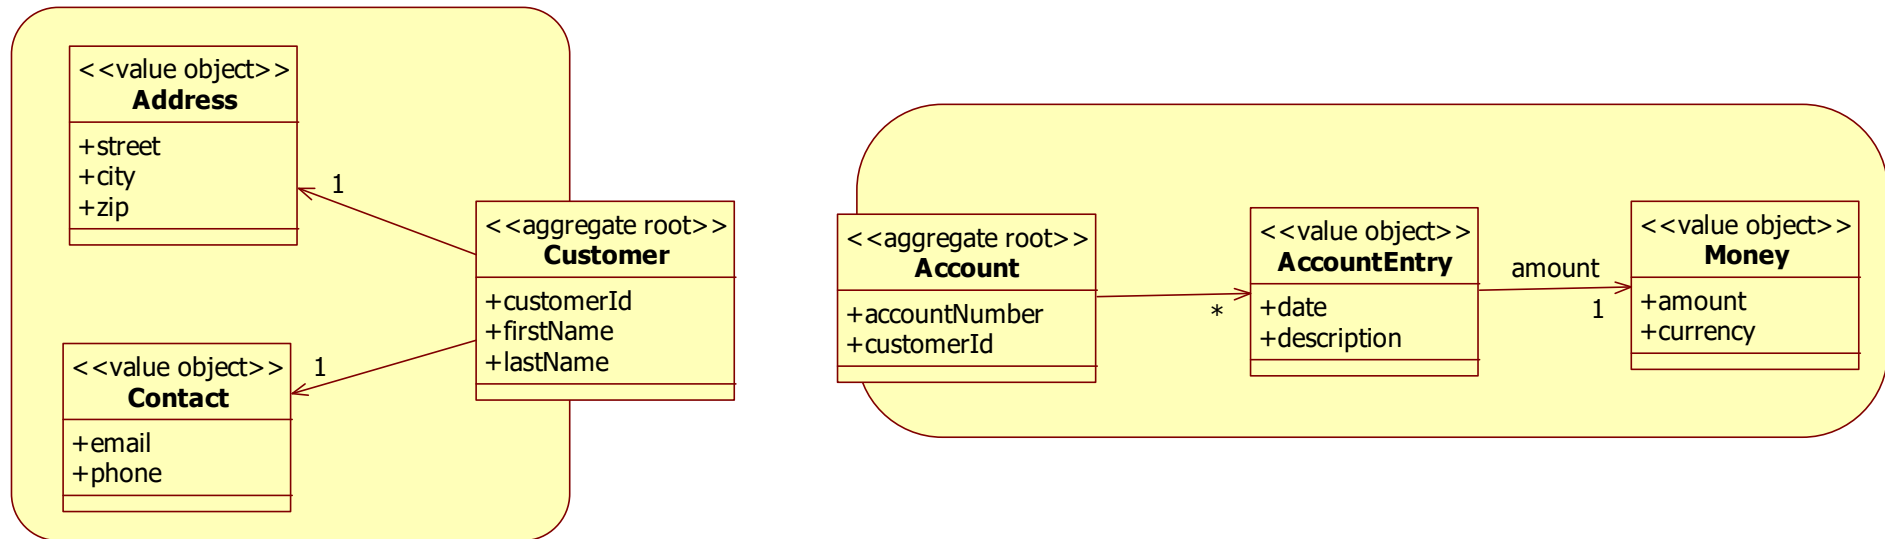 <<value object>>
Address
+street
+city
+zip
1
<<aggregate root>>
Customer
+customerId
+firstName
+lastName
1
<<value object>>
Contact
+email
+phone
<<aggregate root>>
Account
+accountNumber
+customerId
*
<<value object>>
AccountEntry
+date
+description
amount
1
<<value object>>
Money
+amount
+currency